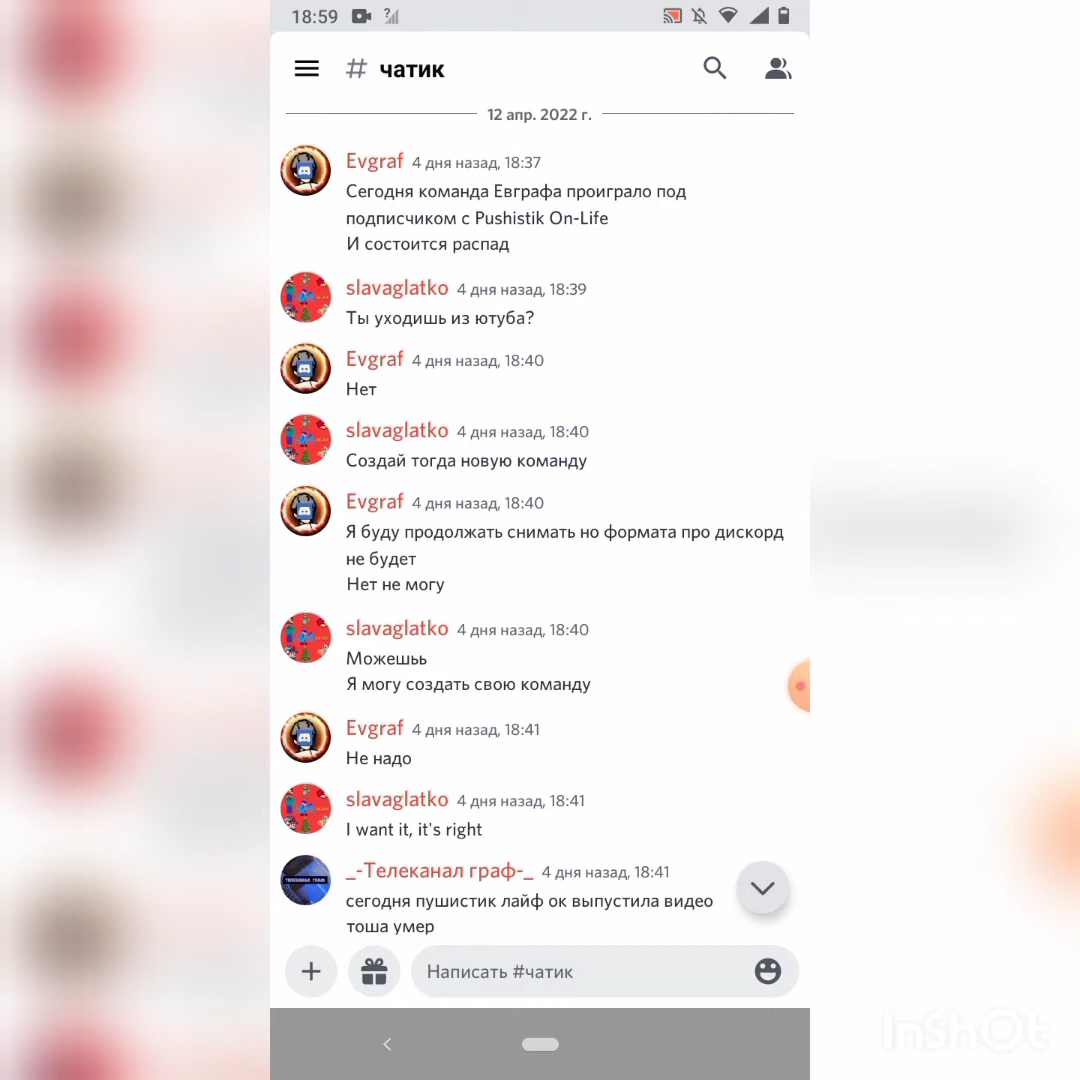 18:59
# чатик
12 апр. 2022 г.
Evgraf 4 дня назад, 18:37
Сегодня команда Евграфа проиграло под
подписчиком с Pushistik On-Life
И состоится распад
slavaglatko 4 дня назад, 18:39
Ты уходишь из ютуба?
Evgraf 4 дня назад, 18:40
Нет
slavaglatko 4 дня назад, 18:40
Создай тогда новую команду
Evgraf 4 дня назад, 18:40
Я буду продолжать снимать но формата про дискорд
не будет
Нет не могу
slavaglatko 4 дня назад, 18:40
Можешьь
Я могу создать свою команду
Evgraf 4 дня назад, 18:41
Не надо
slavaglatko 4 дня назад, 18:41
I want it, it's right
_-Телеканал граф-_ 4 дня назад, 18:41
сегодня пушистик лайф ок выпустила видео
тоша умер
Написать #чатик
InShOt